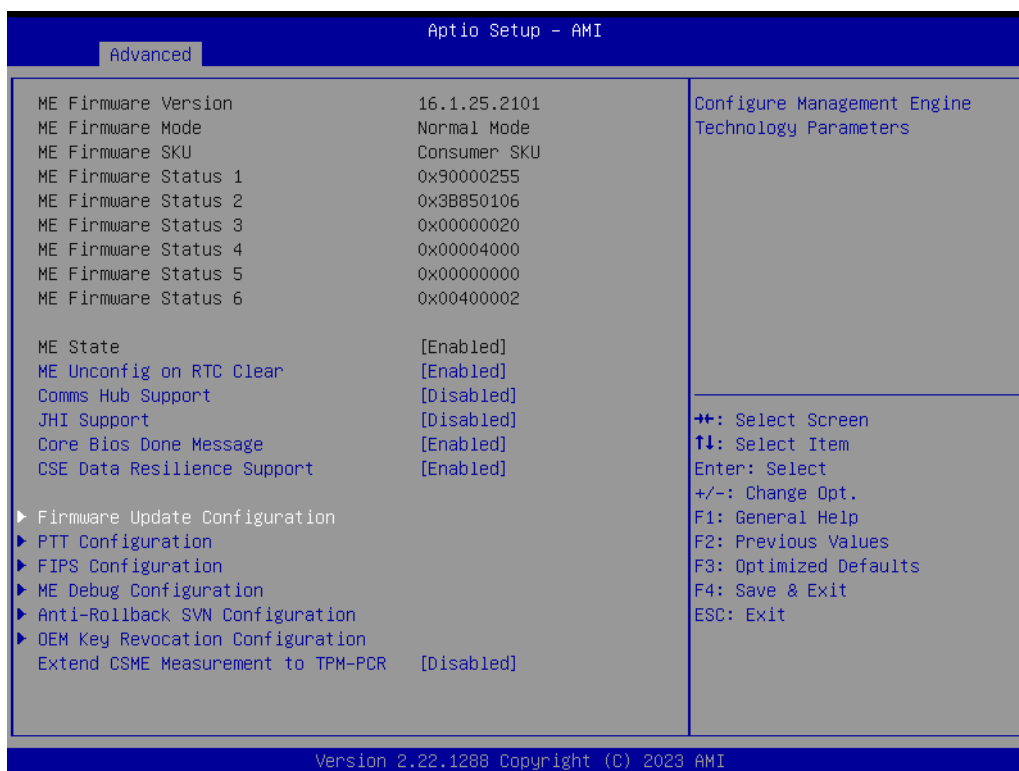 Aptio Setup – AMI
Advanced
ME Firmware Version 16.1.25.2101
ME Firmware Mode Normal Mode
ME Firmware SKU Consumer SKU
ME Firmware Status 1 0x90000255
ME Firmware Status 2 0x3B850106
ME Firmware Status 3 0x00000020
ME Firmware Status 4 0x00004000
ME Firmware Status 5 0x00000000
ME Firmware Status 6 0x00400002
ME State [Enabled]
ME Unconfig on RTC Clear [Enabled]
Comms Hub Support [Disabled]
JHI Support [Disabled]
Core Bios Done Message [Enabled]
CSE Data Resilience Support [Enabled]
Firmware Update Configuration
PTT Configuration
FIPS Configuration
ME Debug Configuration
Anti-Rollback SVN Configuration
OEM Key Revocation Configuration
Extend CSME Measurement to TPM-PCR [Disabled]
Configure Management Engine
Technology Parameters
→←: Select Screen
↑↓: Select Item
Enter: Select
+/-: Change Opt.
F1: General Help
F2: Previous Values
F3: Optimized Defaults
F4: Save & Exit
ESC: Exit
Version 2.22.1288 Copyright (C) 2023 AMI